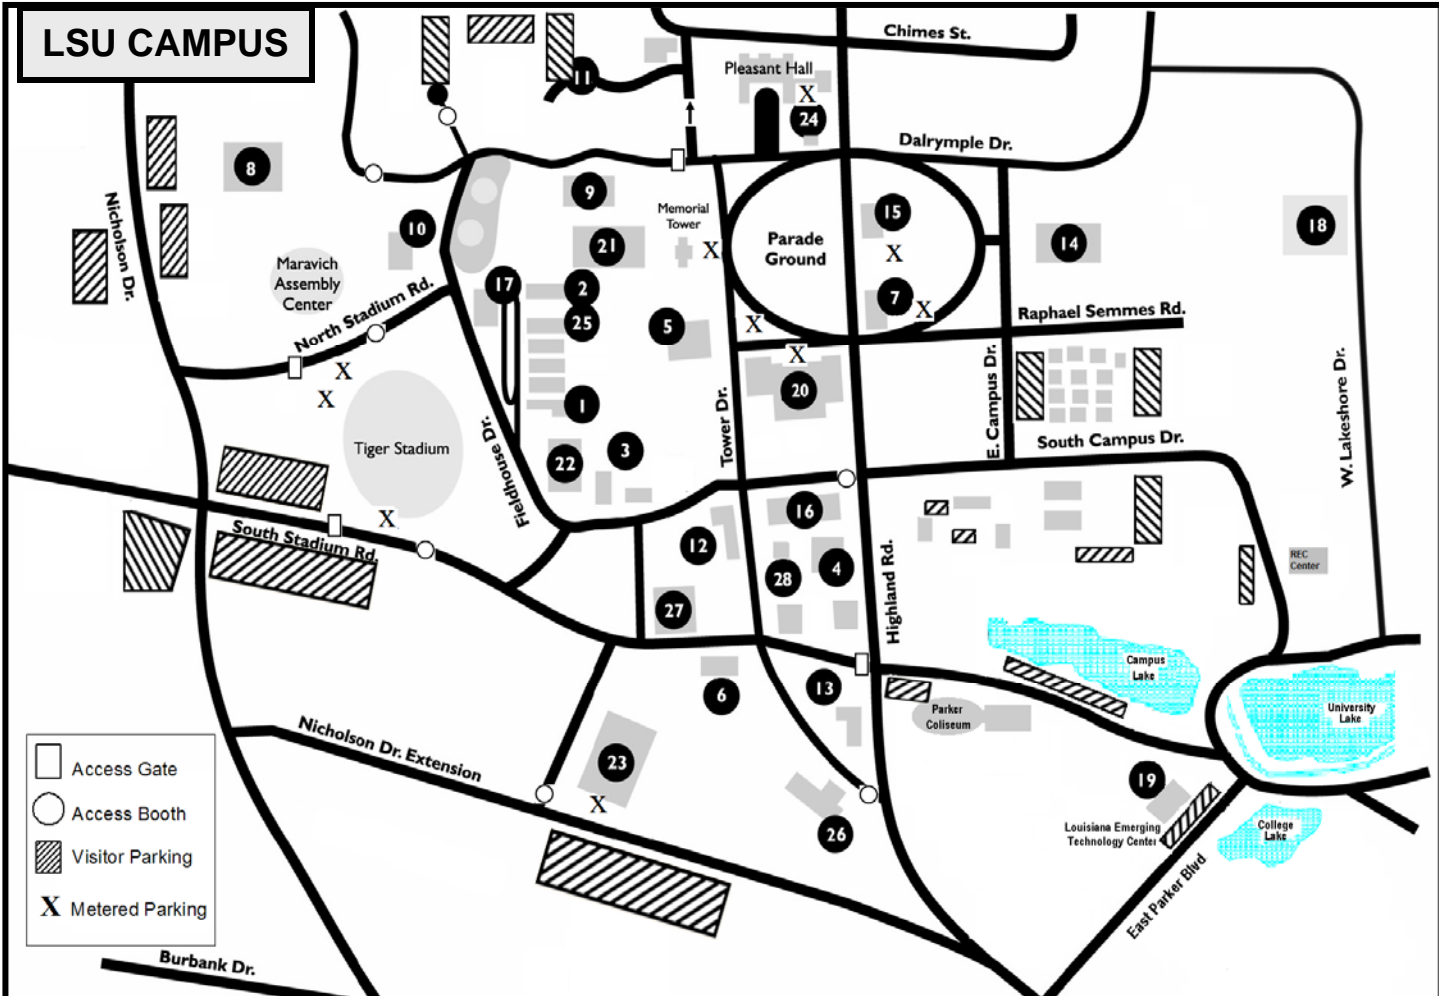 LSU CAMPUS
Chimes St.
Pleasant Hall
11
X
24
Dalrymple Dr.
8
9
Nicholson Dr.
10
Memorial
Tower
15
18
21
X
Parade
Ground
X
14
Maravich
Assembly
Center
17
2
7
X
Raphael Semmes Rd.
North Stadium Rd.
25
5
X
X
X
X
20
E. Campus Dr.
W. Lakeshore Dr.
1
Tower Dr.
Tiger Stadium
Fieldhouse Dr.
3
22
South Campus Dr.
X
South Stadium Rd.
16
12
28
4
Highland Rd.
REC
Center
27
Campus
Lake
6
13
Parker
Coliseum
University
Lake
Nicholson Dr. Extension
23
X
19
26
Louisiana Emerging
Technology Center
College
Lake
East Parker Blvd
Access Gate
Access Booth
Visitor Parking
X Metered Parking
Burbank Dr.